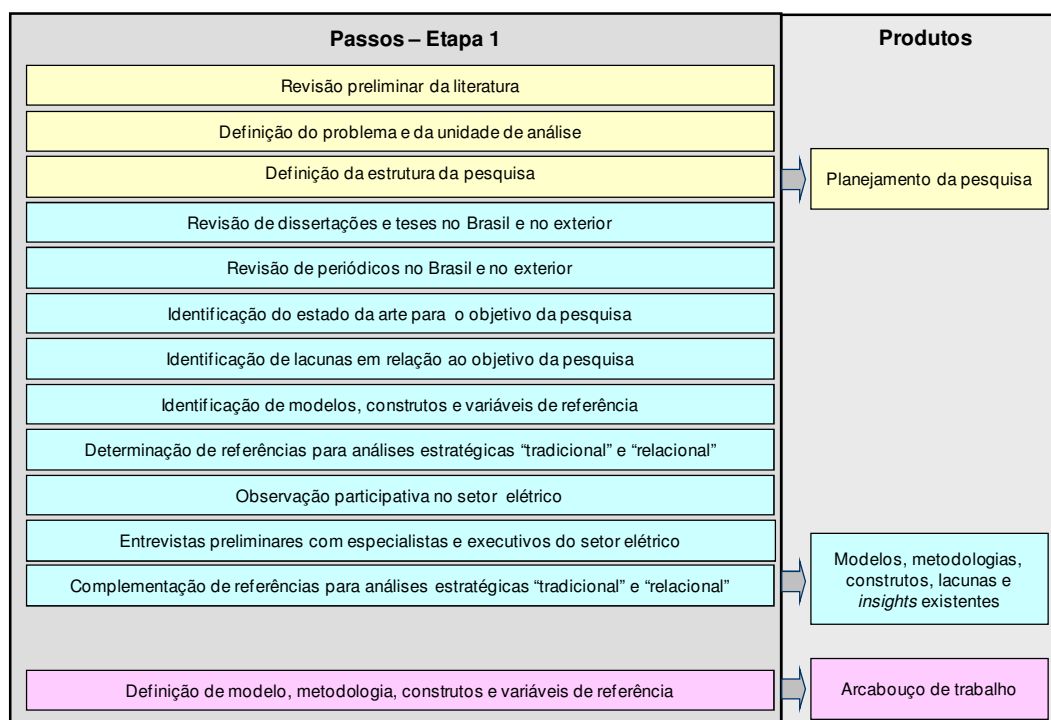 Passos – Etapa 1
Produtos
Revisão preliminar da literatura
Definição do problema e da unidade de análise
Definição da estrutura da pesquisa
Planejamento da pesquisa
Revisão de dissertações e teses no Brasil e no exterior
Revisão de periódicos no Brasil e no exterior
Identificação do estado da arte para o objetivo da pesquisa
Identificação de lacunas em relação ao objetivo da pesquisa
Identificação de modelos, construtos e variáveis de referência
Determinação de referências para análises estratégicas “tradicional” e “relacional”
Observação participativa no setor elétrico
Entrevistas preliminares com especialistas e executivos do setor elétrico
Complementação de referências para análises estratégicas “tradicional” e “relacional”
Modelos, metodologias,
construtos, lacunas e
insights existentes
Definição de modelo, metodologia, construtos e variáveis de referência
Arcabouço de trabalho